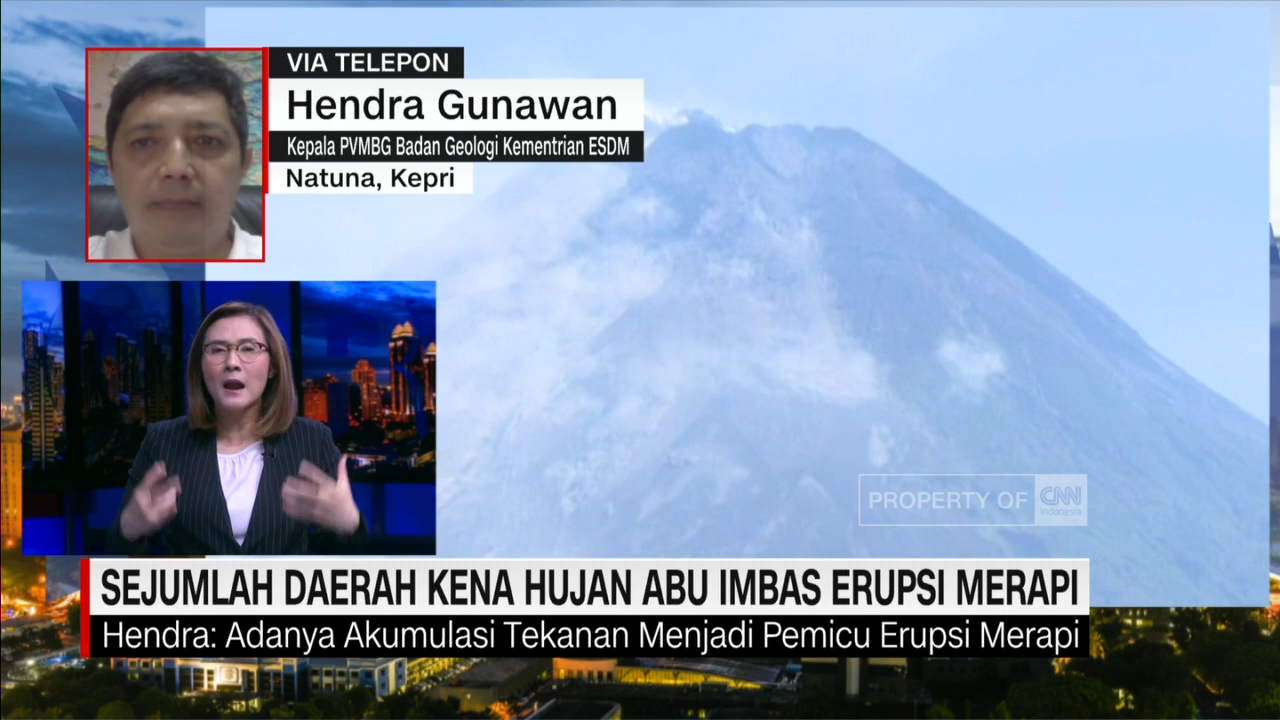 VIA TELEPON
Hendra Gunawan
Kepala PVMBG Badan Geologi Kementrian ESDM
Natuna, Kepri
PROPERTY OF CNN Indonesia
SEJUMLAH DAERAH KENA HUJAN ABU IMBAS ERUPSI MERAPI
Hendra: Adanya Akumulasi Tekanan Menjadi Pemicu Erupsi Merapi